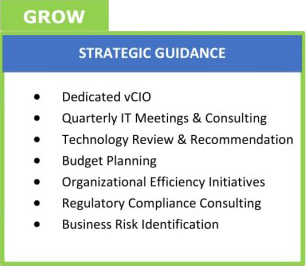 GROW
STRATEGIC GUIDANCE
• Dedicated vCIO
• Quarterly IT Meetings & Consulting
• Technology Review & Recommendation
• Budget Planning
• Organizational Efficiency Initiatives
• Regulatory Compliance Consulting
• Business Risk Identification